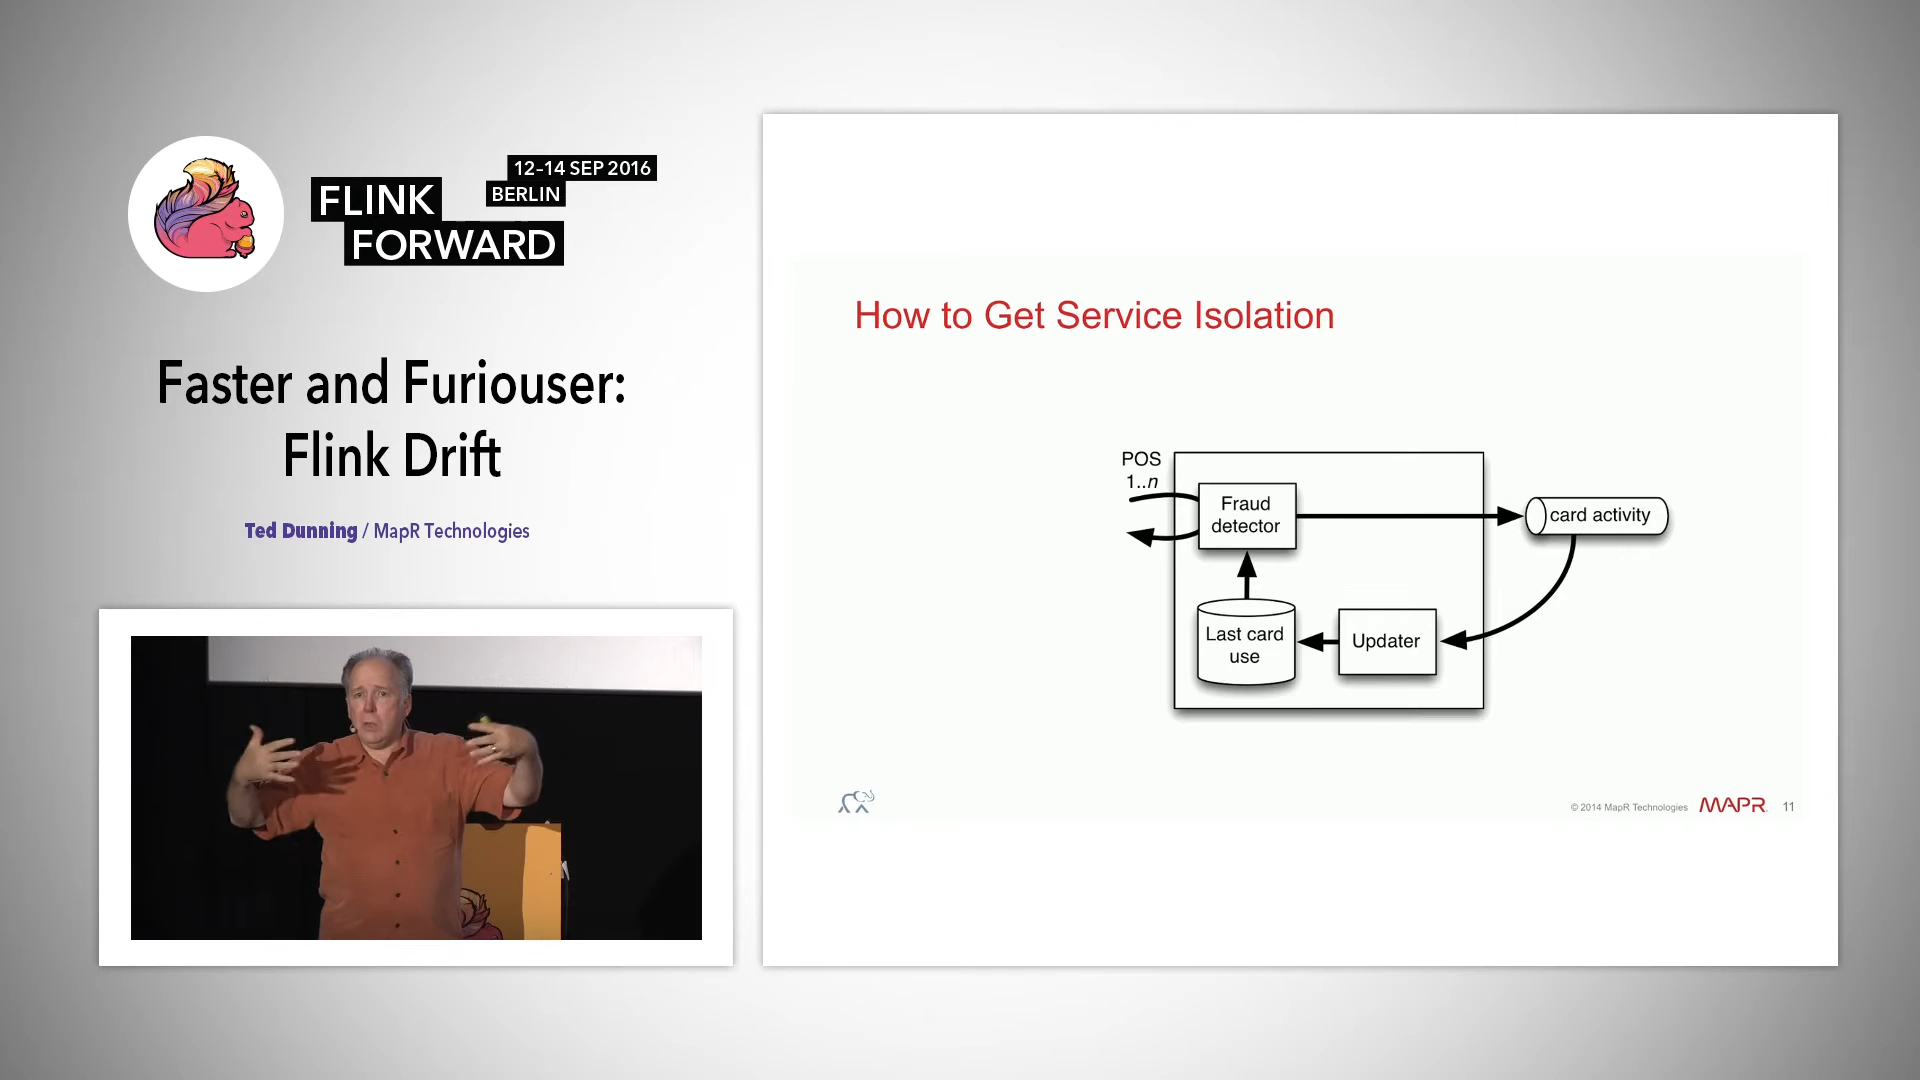 12–14 SEP 2016
BERLIN
FLINK
FORWARD
Faster and Furiouser:
Flink Drift
Ted Dunning / MapR Technologies
How to Get Service Isolation
POS
1..n
Fraud
detector
card activity
Last card
use
Updater
© 2014 MapR Technologies MAPR 11